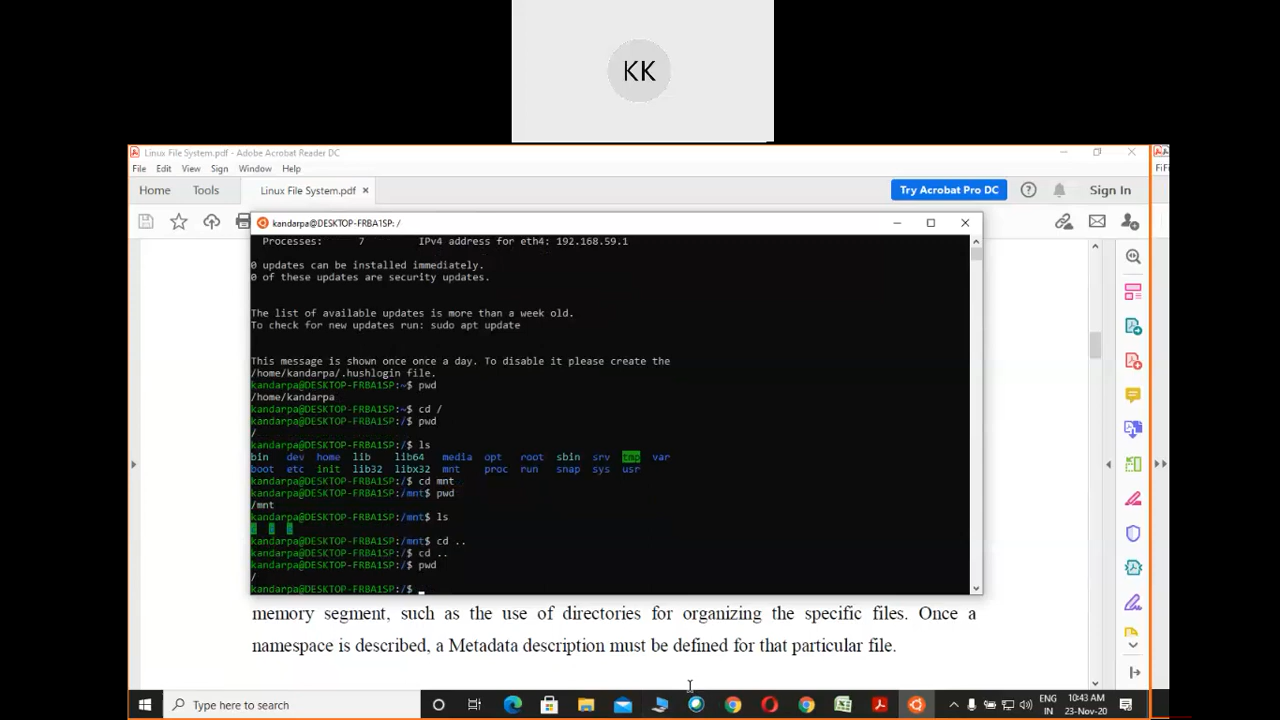 KK
Linux File System.pdf - Adobe Acrobat Reader DC
File Edit View Sign Window Help
Home Tools Linux File System.pdf × Try Acrobat Pro DC Sign In
kandarpa@DESKTOP-FRBA1SP: /
Processes: 7 IPv4 address for eth4: 192.168.59.1
0 updates can be installed immediately.
0 of these updates are security updates.
The list of available updates is more than a week old.
To check for new updates run: sudo apt update
This message is shown once once a day. To disable it please create the
/home/kandarpa/.hushlogin file.
kandarpa@DESKTOP-FRBA1SP:~$ pwd
/home/kandarpa
kandarpa@DESKTOP-FRBA1SP:~$ cd /
kandarpa@DESKTOP-FRBA1SP:/$ pwd
/
kandarpa@DESKTOP-FRBA1SP:/$ ls
bin dev home lib lib64 media opt root sbin srv tmp var
boot etc init lib32 libx32 mnt proc run snap sys usr
kandarpa@DESKTOP-FRBA1SP:/$ cd mnt
kandarpa@DESKTOP-FRBA1SP:/mnt$ pwd
/mnt
kandarpa@DESKTOP-FRBA1SP:/mnt$ ls
kandarpa@DESKTOP-FRBA1SP:/mnt$ cd ..
kandarpa@DESKTOP-FRBA1SP:/$ cd ..
kandarpa@DESKTOP-FRBA1SP:/$ pwd
/
kandarpa@DESKTOP-FRBA1SP:/$
memory segment, such as the use of directories for organizing the specific files. Once a
namespace is described, a Metadata description must be defined for that particular file.
Type here to search
ENG 10:43 AM
IN 23-Nov-20